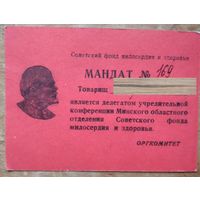 Советский фонд милосердия и здоровья
МАНДАТ № 169
Товарищ
является делегатом учредительной
конференции Минского областного
отделения Советского фонда
милосердия и здоровья.
ОРГКОМИТЕТ